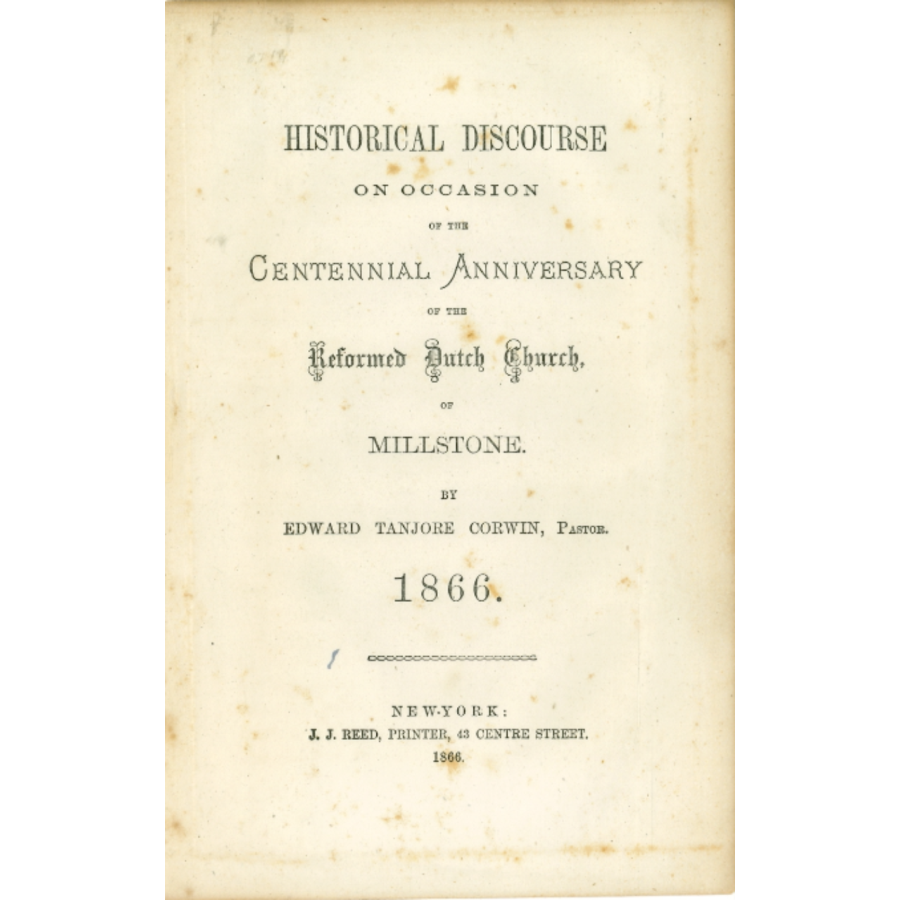 HISTORICAL DISCOURSE
ON OCCASION
OF THE
CENTENNIAL ANNIVERSARY
OF THE
Reformed Dutch Church,
OF
MILLSTONE.
BY
EDWARD TANJORE CORWIN, PASTOR.
1866.
NEW-YORK:
J. J. REED, PRINTER, 43 CENTRE STREET.
1866.